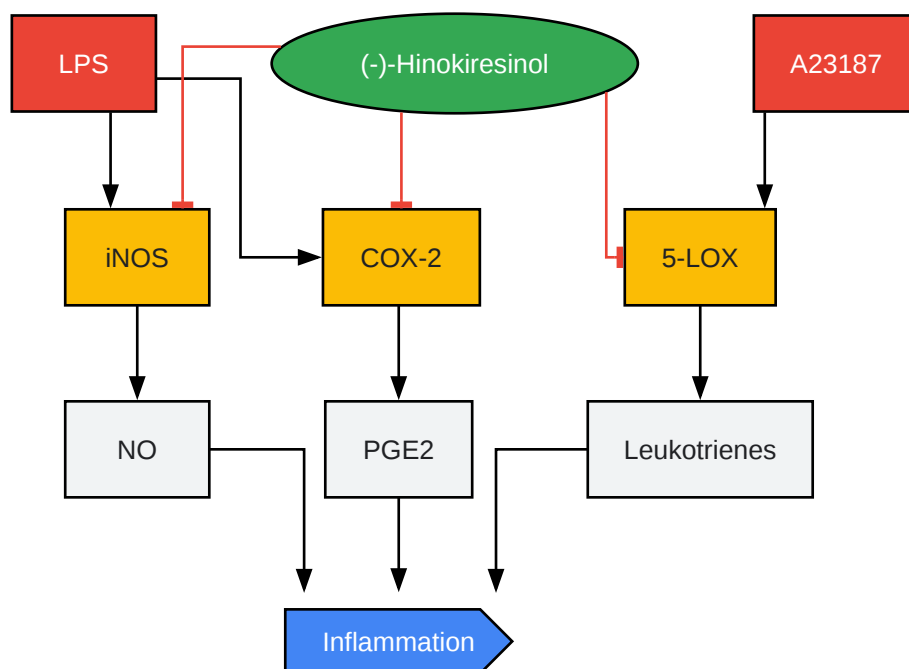 LPS
(-)-Hinokiresinol
A23187
iNOS
COX-2
5-LOX
NO
PGE2
Leukotrienes
Inflammation